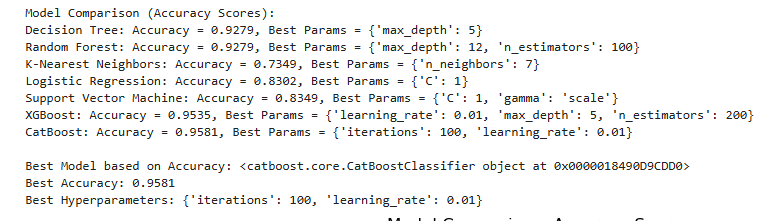 Model Comparison (Accuracy Scores):
Decision Tree: Accuracy = 0.9279, Best Params = {'max_depth': 5}
Random Forest: Accuracy = 0.9279, Best Params = {'max_depth': 12, 'n_estimators': 100}
K-Nearest Neighbors: Accuracy = 0.7349, Best Params = {'n_neighbors': 7}
Logistic Regression: Accuracy = 0.8302, Best Params = {'C': 1}
Support Vector Machine: Accuracy = 0.8349, Best Params = {'C': 1, 'gamma': 'scale'}
XGBoost: Accuracy = 0.9535, Best Params = {'learning_rate': 0.01, 'max_depth': 5, 'n_estimators': 200}
CatBoost: Accuracy = 0.9581, Best Params = {'iterations': 100, 'learning_rate': 0.01}
Best Model based on Accuracy: <catboost.core.CatBoostClassifier object at 0x0000018490D9CDD0>
Best Accuracy: 0.9581
Best Hyperparameters: {'iterations': 100, 'learning_rate': 0.01}